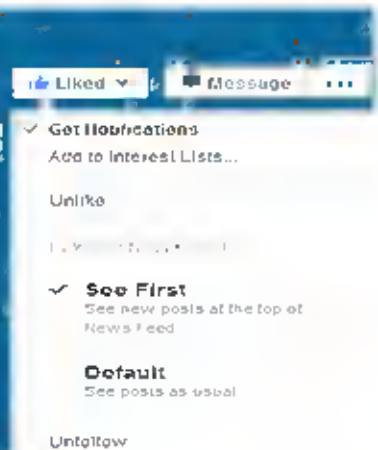 Liked
Message
...
Get Notifications
Add to Interest Lists...
Unlike
See First
See new posts at the top of
News Feed
Default
See posts as usual
Unfollow